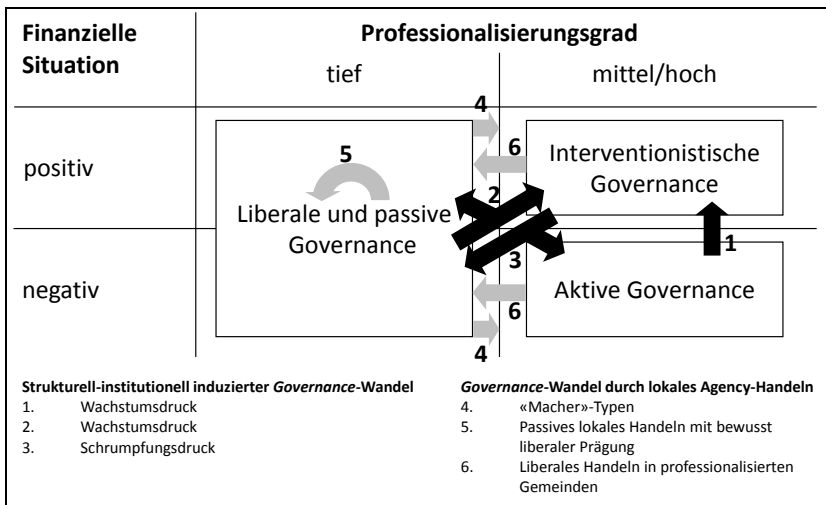 Finanzielle
Situation
Professionalisierungsgrad
tief
mittel/hoch
4
positiv
5
6
Interventionistische
Governance
2
Liberale und passive
Governance
1
3
negativ
Aktive Governance
6
4
Strukturell-institutionell induzierter Governance-Wandel
1. Wachstumsdruck
2. Wachstumsdruck
3. Schrumpfungsdruck
Governance-Wandel durch lokales Agency-Handeln
4. «Macher»-Typen
5. Passives lokales Handeln mit bewusst
liberaler Prägung
6. Liberales Handeln in professionalisierten
Gemeinden